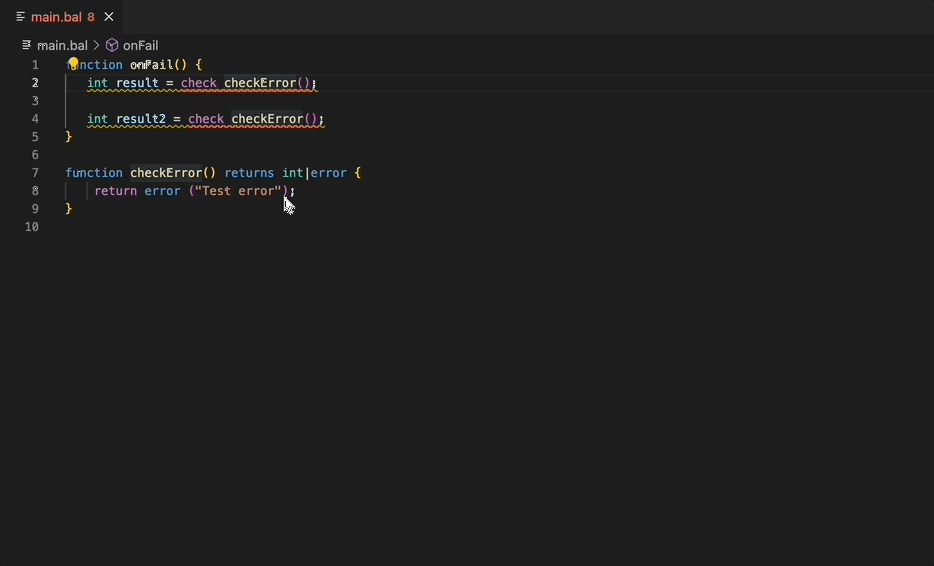 main.bal 8
main.bal > onFail
1 function onFail() {
2 int result = check checkError();
3
4 int result2 = check checkError();
5 }
6
7 function checkError() returns int|error {
8 return error ("Test error");
9 }
10